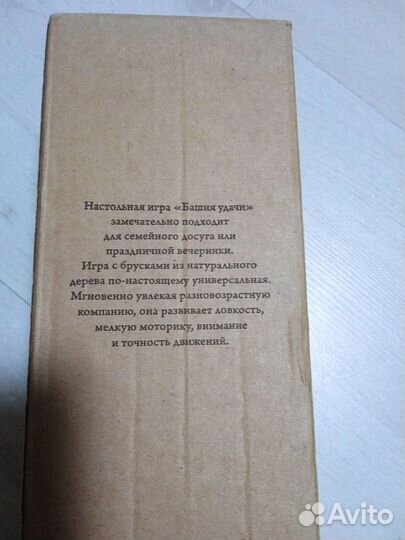 Настольная игра «Башня удачи»
замечательно подходит
для семейного досуга или
праздничной вечеринки.
Игра с брусками из натурального
дерева по-настоящему универсальная.
Мгновенно увлекая разновозрастную
компанию, она развивает ловкость,
мелкую моторику, внимание
и точность движений.
Avito